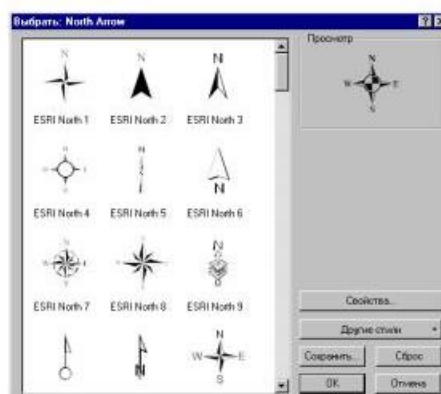 Выбрать: North Arrow
N
N
N
ESRI North 1
ESRI North 2
ESRI North 3
N
N
ESRI North 4
ESRI North 5
ESRI North 6
N
ESRI North 7
ESRI North 8
ESRI North 9
N
N
W E
S
Просмотр
N
W E
S
Свойства...
Другие стили
Сохранить...
Сброс
OK
Отмена